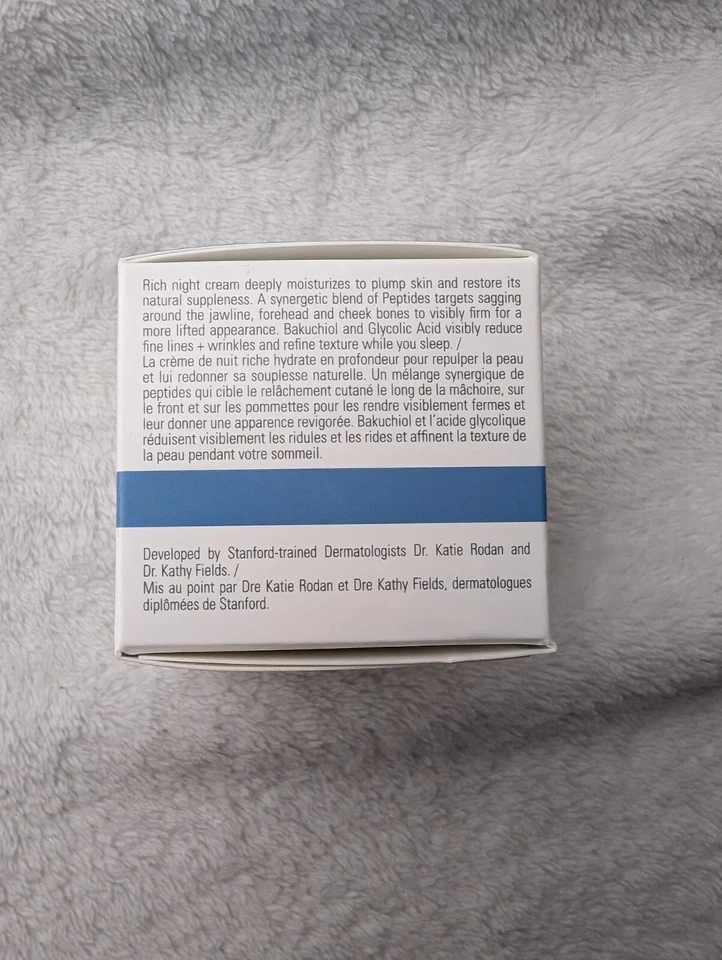 Rich night cream deeply moisturizes to plump skin and restore its
natural suppleness. A synergetic blend of Peptides targets sagging
around the jawline, forehead and cheek bones to visibly firm for a
more lifted appearance. Bakuchiol and Glycolic Acid visibly reduce
fine lines + wrinkles and refine texture while you sleep. /
La crème de nuit riche hydrate en profondeur pour repulper la peau
et lui redonner sa souplesse naturelle. Un mélange synergique de
peptides qui cible le relâchement cutané le long de la mâchoire, sur
le front et sur les pommettes pour les rendre visiblement fermes et
leur donner une apparence revigorée. Bakuchiol et l'acide glycolique
réduisent visiblement les ridules et les rides et affinent la texture de
la peau pendant votre sommeil.
Developed by Stanford-trained Dermatologists Dr. Katie Rodan and
Dr. Kathy Fields. /
Mis au point par Dre Katie Rodan et Dre Kathy Fields, dermatologues
diplômées de Stanford.